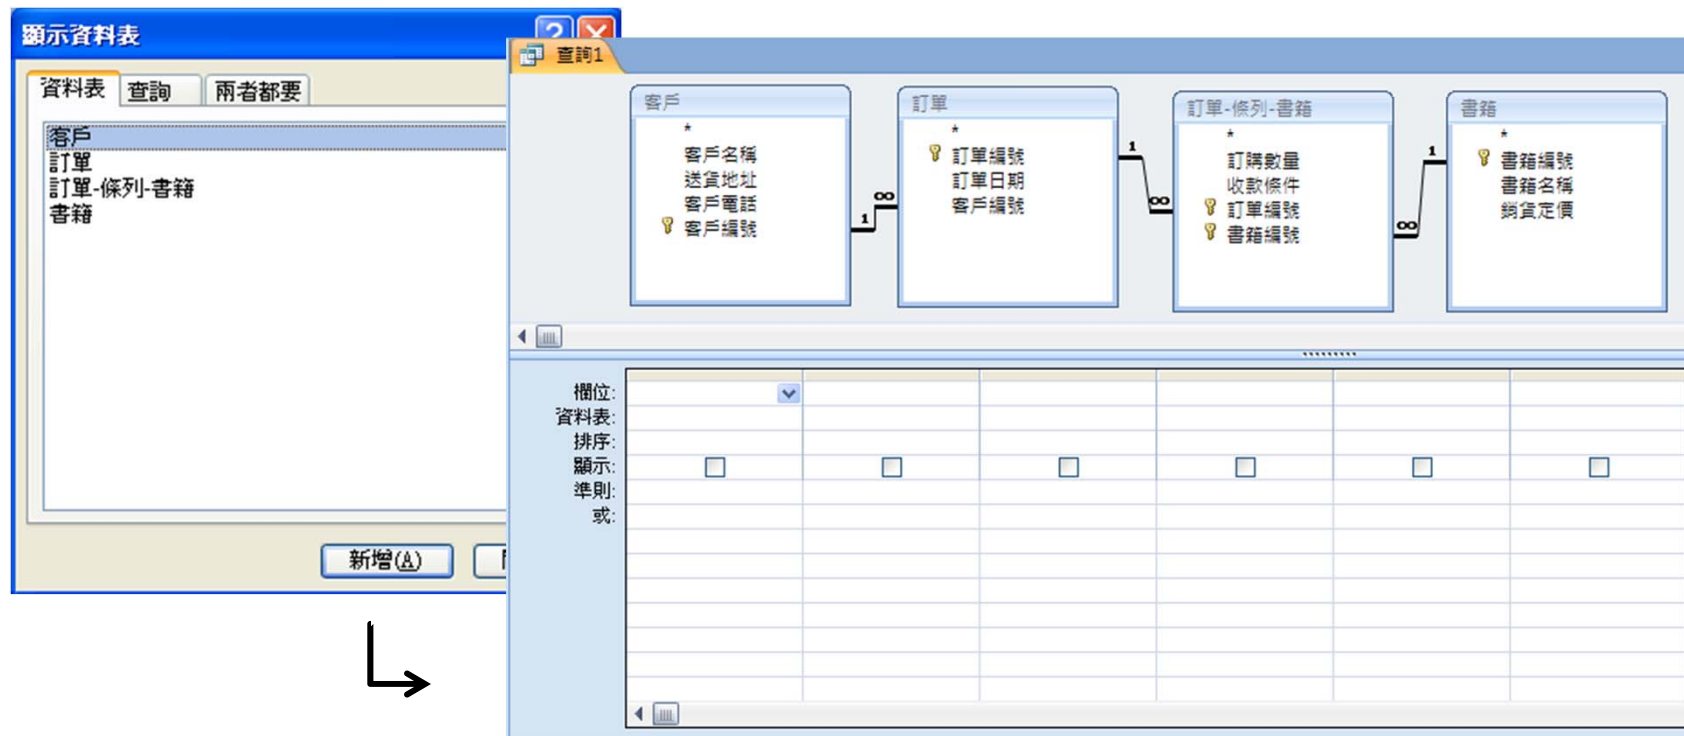 顯示資料表
資料表 查詢 兩者都要
客戶
訂單
訂單-條列-書籍
書籍
新增(A)
查詢1
客戶
*
客戶名稱
送貨地址
客戶電話
客戶編號
1 ∞
訂單
*
訂單編號
訂單日期
客戶編號
1 ∞
訂單-條列-書籍
*
訂購數量
收款條件
訂單編號
書籍編號
∞ 1
書籍
*
書籍編號
書籍名稱
銷貨定價
欄位:
資料表:
排序:
顯示:
準則:
或: